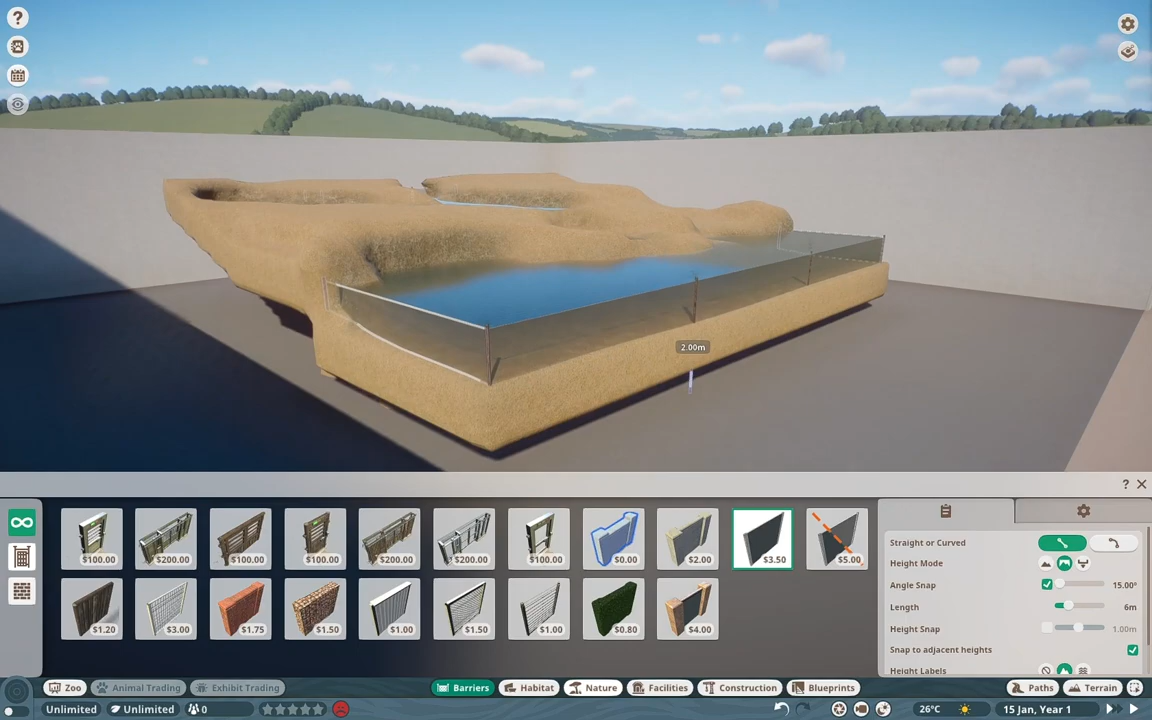 ?
2.00m
? ×
$100.00 $200.00 $100.00 $100.00 $200.00 $200.00 $100.00 $0.00 $2.00 $3.50 $5.00
$1.20 $3.00 $1.75 $1.50 $1.00 $1.50 $1.00 $0.80 $4.00
Straight or Curved
Height Mode
Angle Snap 15.00°
Length 6m
Height Snap 1.00m
Snap to adjacent heights
Height Labels
Zoo Animal Trading Exhibit Trading Barriers Habitat Nature Facilities Construction Blueprints Paths Terrain
Unlimited Unlimited 0 26°C 15 Jan, Year 1